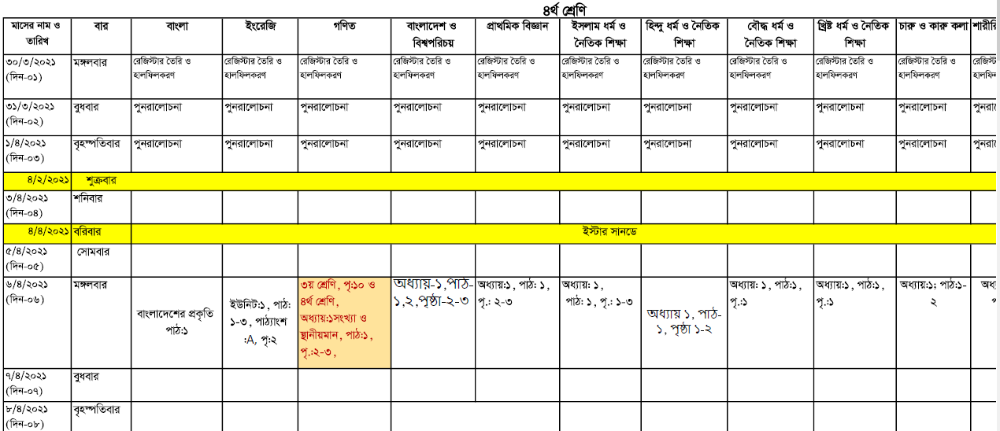 ৪র্থ শ্রেণি
মাসের নাম ও তারিখ বার বাংলা ইংরেজি গণিত বাংলাদেশ ও বিশ্বপরিচয় প্রাথমিক বিজ্ঞান ইসলাম ধর্ম ও নৈতিক শিক্ষা হিন্দু ধর্ম ও নৈতিক শিক্ষা বৌদ্ধ ধর্ম ও নৈতিক শিক্ষা খ্রিষ্ট ধর্ম ও নৈতিক শিক্ষা চারু ও কারু কলা
৩০/৩/২০২১ (দিন-০১) মঙ্গলবার রেজিস্টার তৈরি ও হালফিলকরণ রেজিস্টার তৈরি ও হালফিলকরণ রেজিস্টার তৈরি ও হালফিলকরণ রেজিস্টার তৈরি ও হালফিলকরণ রেজিস্টার তৈরি ও হালফিলকরণ রেজিস্টার তৈরি ও হালফিলকরণ রেজিস্টার তৈরি ও হালফিলকরণ রেজিস্টার তৈরি ও হালফিলকরণ রেজিস্টার তৈরি ও হালফিলকরণ রেজিস্টার তৈরি ও হালফিলকরণ
৩১/৩/২০২১ (দিন-০২) বুধবার পুনরালোচনা পুনরালোচনা পুনরালোচনা পুনরালোচনা পুনরালোচনা পুনরালোচনা পুনরালোচনা পুনরালোচনা পুনরালোচনা পুনরালোচনা
১/৪/২০২১ (দিন-০৩) বৃহস্পতিবার পুনরালোচনা পুনরালোচনা পুনরালোচনা পুনরালোচনা পুনরালোচনা পুনরালোচনা পুনরালোচনা পুনরালোচনা পুনরালোচনা পুনরালোচনা
৪/২/২০২১ শুক্রবার
৩/৪/২০২১ (দিন-০৪) শনিবার
৪/৪/২০২১ রবিবার ইস্টার সানডে
৫/৪/২০২১ (দিন-০৫) সোমবার
৬/৪/২০২১ (দিন-০৬) মঙ্গলবার বাংলাদেশের প্রকৃতি পাঠ:১ ইউনিট:১, পাঠ: ১-৩, পাঠ্যাংশ :A, পৃ:২ ৩য় শ্রেণি, পৃ:১০ ও ৪র্থ শ্রেণি, অধ্যায়:১সংখ্যা ও স্থানীয়মান, পাঠ:১, পৃ.:২-৩, অধ্যায়-১,পাঠ-১,২,পৃষ্ঠা-২-৩ অধ্যায়:১, পাঠ: ১, পৃ.: ২-৩ অধ্যায়: ১, পাঠ: ১, পৃ.: ১-৩ অধ্যায় ১, পাঠ-১, পৃষ্ঠা ১-২ অধ্যায়: ১, পাঠ:১, পৃ.:১ অধ্যায়:১, পাঠ:১, পৃ.:১ অধ্যায়:১; পাঠ:১-২
৭/৪/২০২১ (দিন-০৭) বুধবার
৮/৪/২০২১ (দিন-০৮) বৃহস্পতিবার